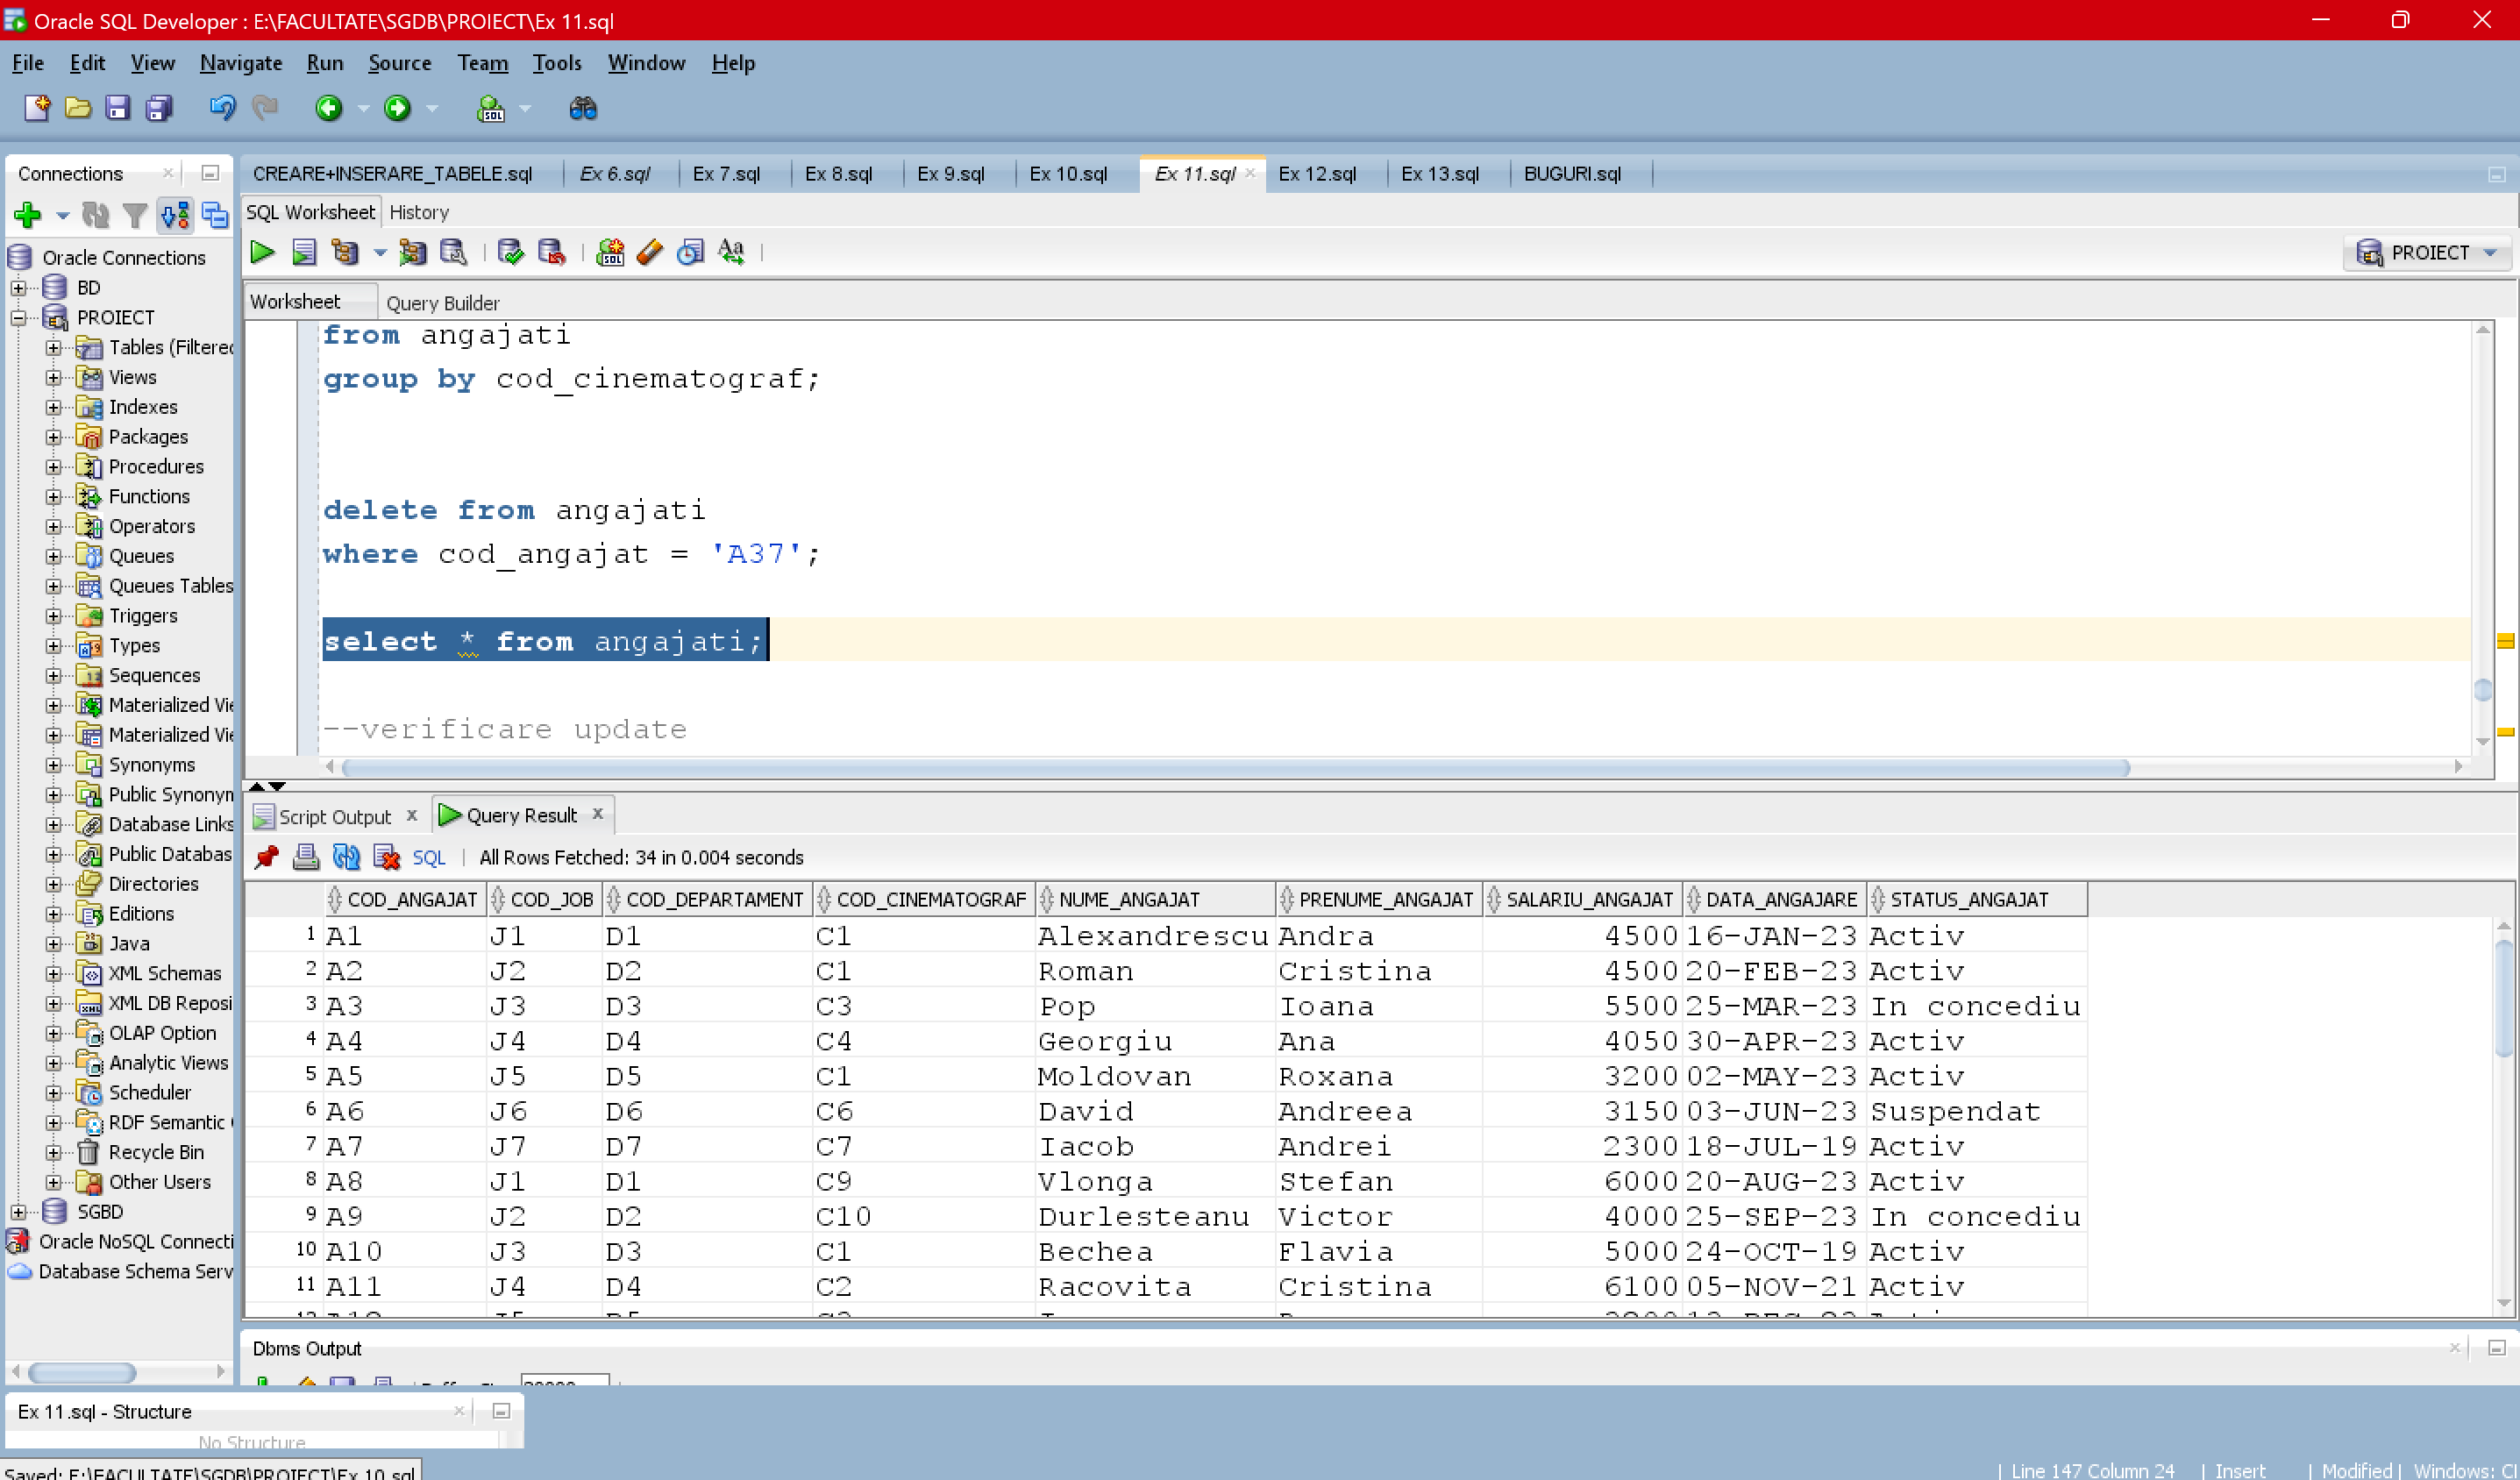 Oracle SQL Developer : E:\FACULTATE\SGDB\PROIECT\Ex 11.sql
File Edit View Navigate Run Source Team Tools Window Help
Connections
Oracle Connections
BD
PROIECT
Tables (Filtered
Views
Indexes
Packages
Procedures
Functions
Operators
Queues
Queues Tables
Triggers
Types
Sequences
Materialized Vie
Materialized Vie
Synonyms
Public Synonyn
Database Links
Public Databas
Directories
Editions
Java
XML Schemas
XML DB Reposi
OLAP Option
Analytic Views
Scheduler
RDF Semantic
Recycle Bin
Other Users
SGBD
Oracle NoSQL Connecti
Database Schema Serv
CREARE+INSERARE_TABELE.sql Ex 6.sql Ex 7.sql Ex 8.sql Ex 9.sql Ex 10.sql Ex 11.sql Ex 12.sql Ex 13.sql BUGURI.sql
SQL Worksheet History
PROIECT
Worksheet Query Builder
from angajati
group by cod_cinematograf;
delete from angajati
where cod_angajat = 'A37';
select * from angajati;
--verificare update
Script Output x Query Result x
SQL | All Rows Fetched: 34 in 0.004 seconds
COD_ANGAJAT COD_JOB COD_DEPARTAMENT COD_CINEMATOGRAF NUME_ANGAJAT PRENUME_ANGAJAT SALARIU_ANGAJAT DATA_ANGAJARE STATUS_ANGAJAT
1 A1 J1 D1 C1 Alexandrescu Andra 4500 16-JAN-23 Activ
2 A2 J2 D2 C1 Roman Cristina 4500 20-FEB-23 Activ
3 A3 J3 D3 C3 Pop Ioana 5500 25-MAR-23 In concediu
4 A4 J4 D4 C4 Georgiu Ana 4050 30-APR-23 Activ
5 A5 J5 D5 C1 Moldovan Roxana 3200 02-MAY-23 Activ
6 A6 J6 D6 C6 David Andreea 3150 03-JUN-23 Suspendat
7 A7 J7 D7 C7 Iacob Andrei 2300 18-JUL-19 Activ
8 A8 J1 D1 C9 Vlonga Stefan 6000 20-AUG-23 Activ
9 A9 J2 D2 C10 Durlesteanu Victor 4000 25-SEP-23 In concediu
10 A10 J3 D3 C1 Bechea Flavia 5000 24-OCT-19 Activ
11 A11 J4 D4 C2 Racovita Cristina 6100 05-NOV-21 Activ
Dbms Output
Ex 11.sql - Structure
No Structure
Saved: E:\FACULTATE\SGDB\PROIECT\Ex 10.sql
| Line 147 Column 24 | Insert | Modified | Windows: C